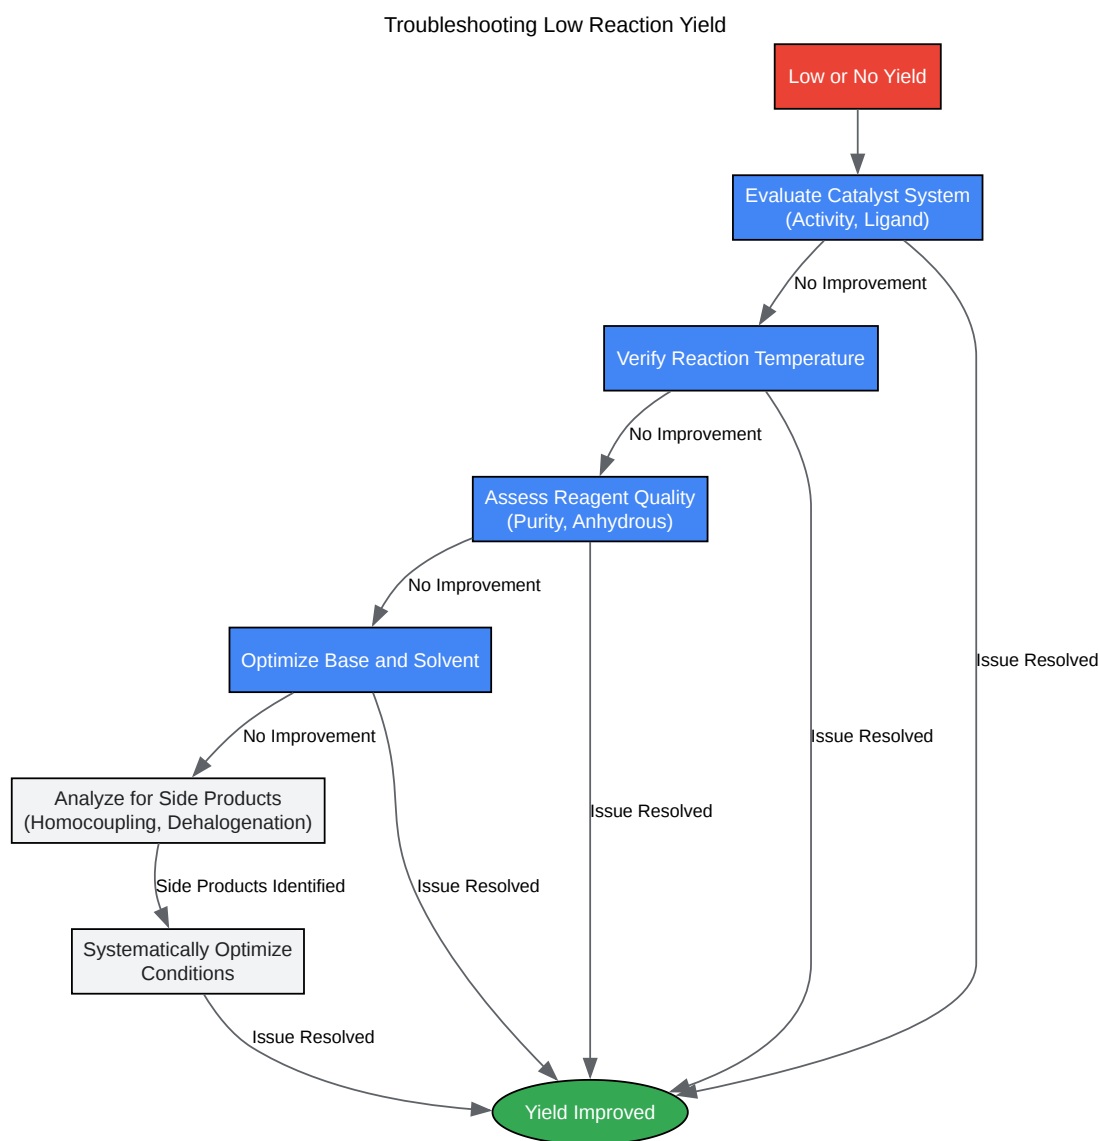 Troubleshooting Low Reaction Yield
Low or No Yield
Evaluate Catalyst System
(Activity, Ligand)
No Improvement
Verify Reaction Temperature
No Improvement
Assess Reagent Quality
(Purity, Anhydrous)
No Improvement
Optimize Base and Solvent
Issue Resolved
No Improvement
Issue Resolved
Analyze for Side Products
(Homocoupling, Dehalogenation)
Issue Resolved
Side Products Identified
Issue Resolved
Systematically Optimize
Conditions
Issue Resolved
Yield Improved